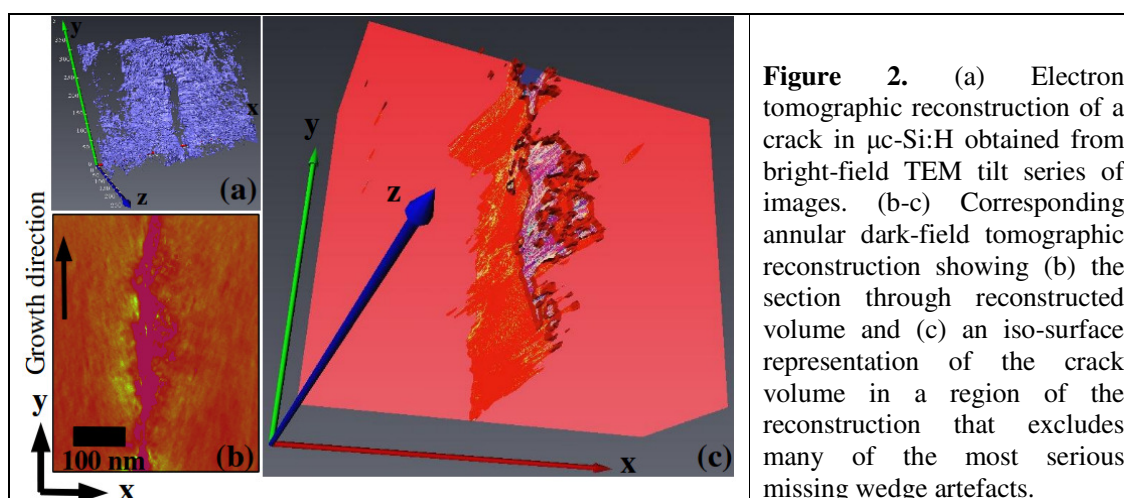 y
x
z
(a)
Growth direction
y
x
100 nm
(b)
y
z
x
(c)
Figure 2. (a) Electron
tomographic reconstruction of a
crack in μc-Si:H obtained from
bright-field TEM tilt series of
images. (b-c) Corresponding
annular dark-field tomographic
reconstruction showing (b) the
section through reconstructed
volume and (c) an iso-surface
representation of the crack
volume in a region of the
reconstruction that excludes
many of the most serious
missing wedge artefacts.